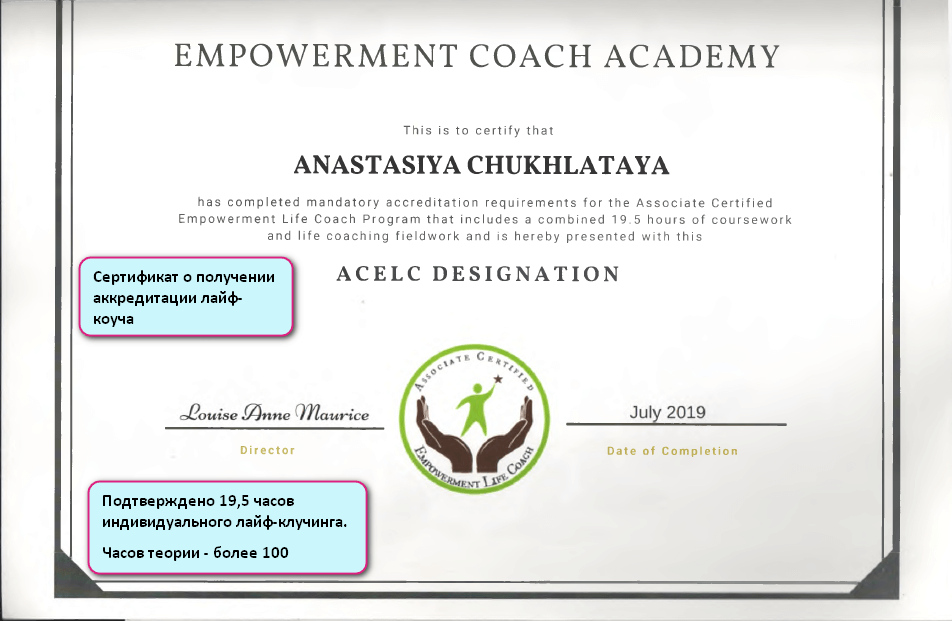 EMPOWERMENT COACH ACADEMY
This is to certify that
ANASTASIYA CHUKHLATAYA
has completed mandatory accreditation requirements for the Associate Certified
Empowerment Life Coach Program that includes a combined 19.5 hours of coursework
and life coaching fieldwork and is hereby presented with this
ACELC DESIGNATION
Сертификат о получении
аккредитации лайф-
коуча
ASSOCIATE CERTIFIED
EMPOWERMENT LIFE COACH
Louise Anne Maurice
Director
July 2019
Date of Completion
Подтверждено 19,5 часов
индивидуального лайф-клучинга.
Часов теории - более 100